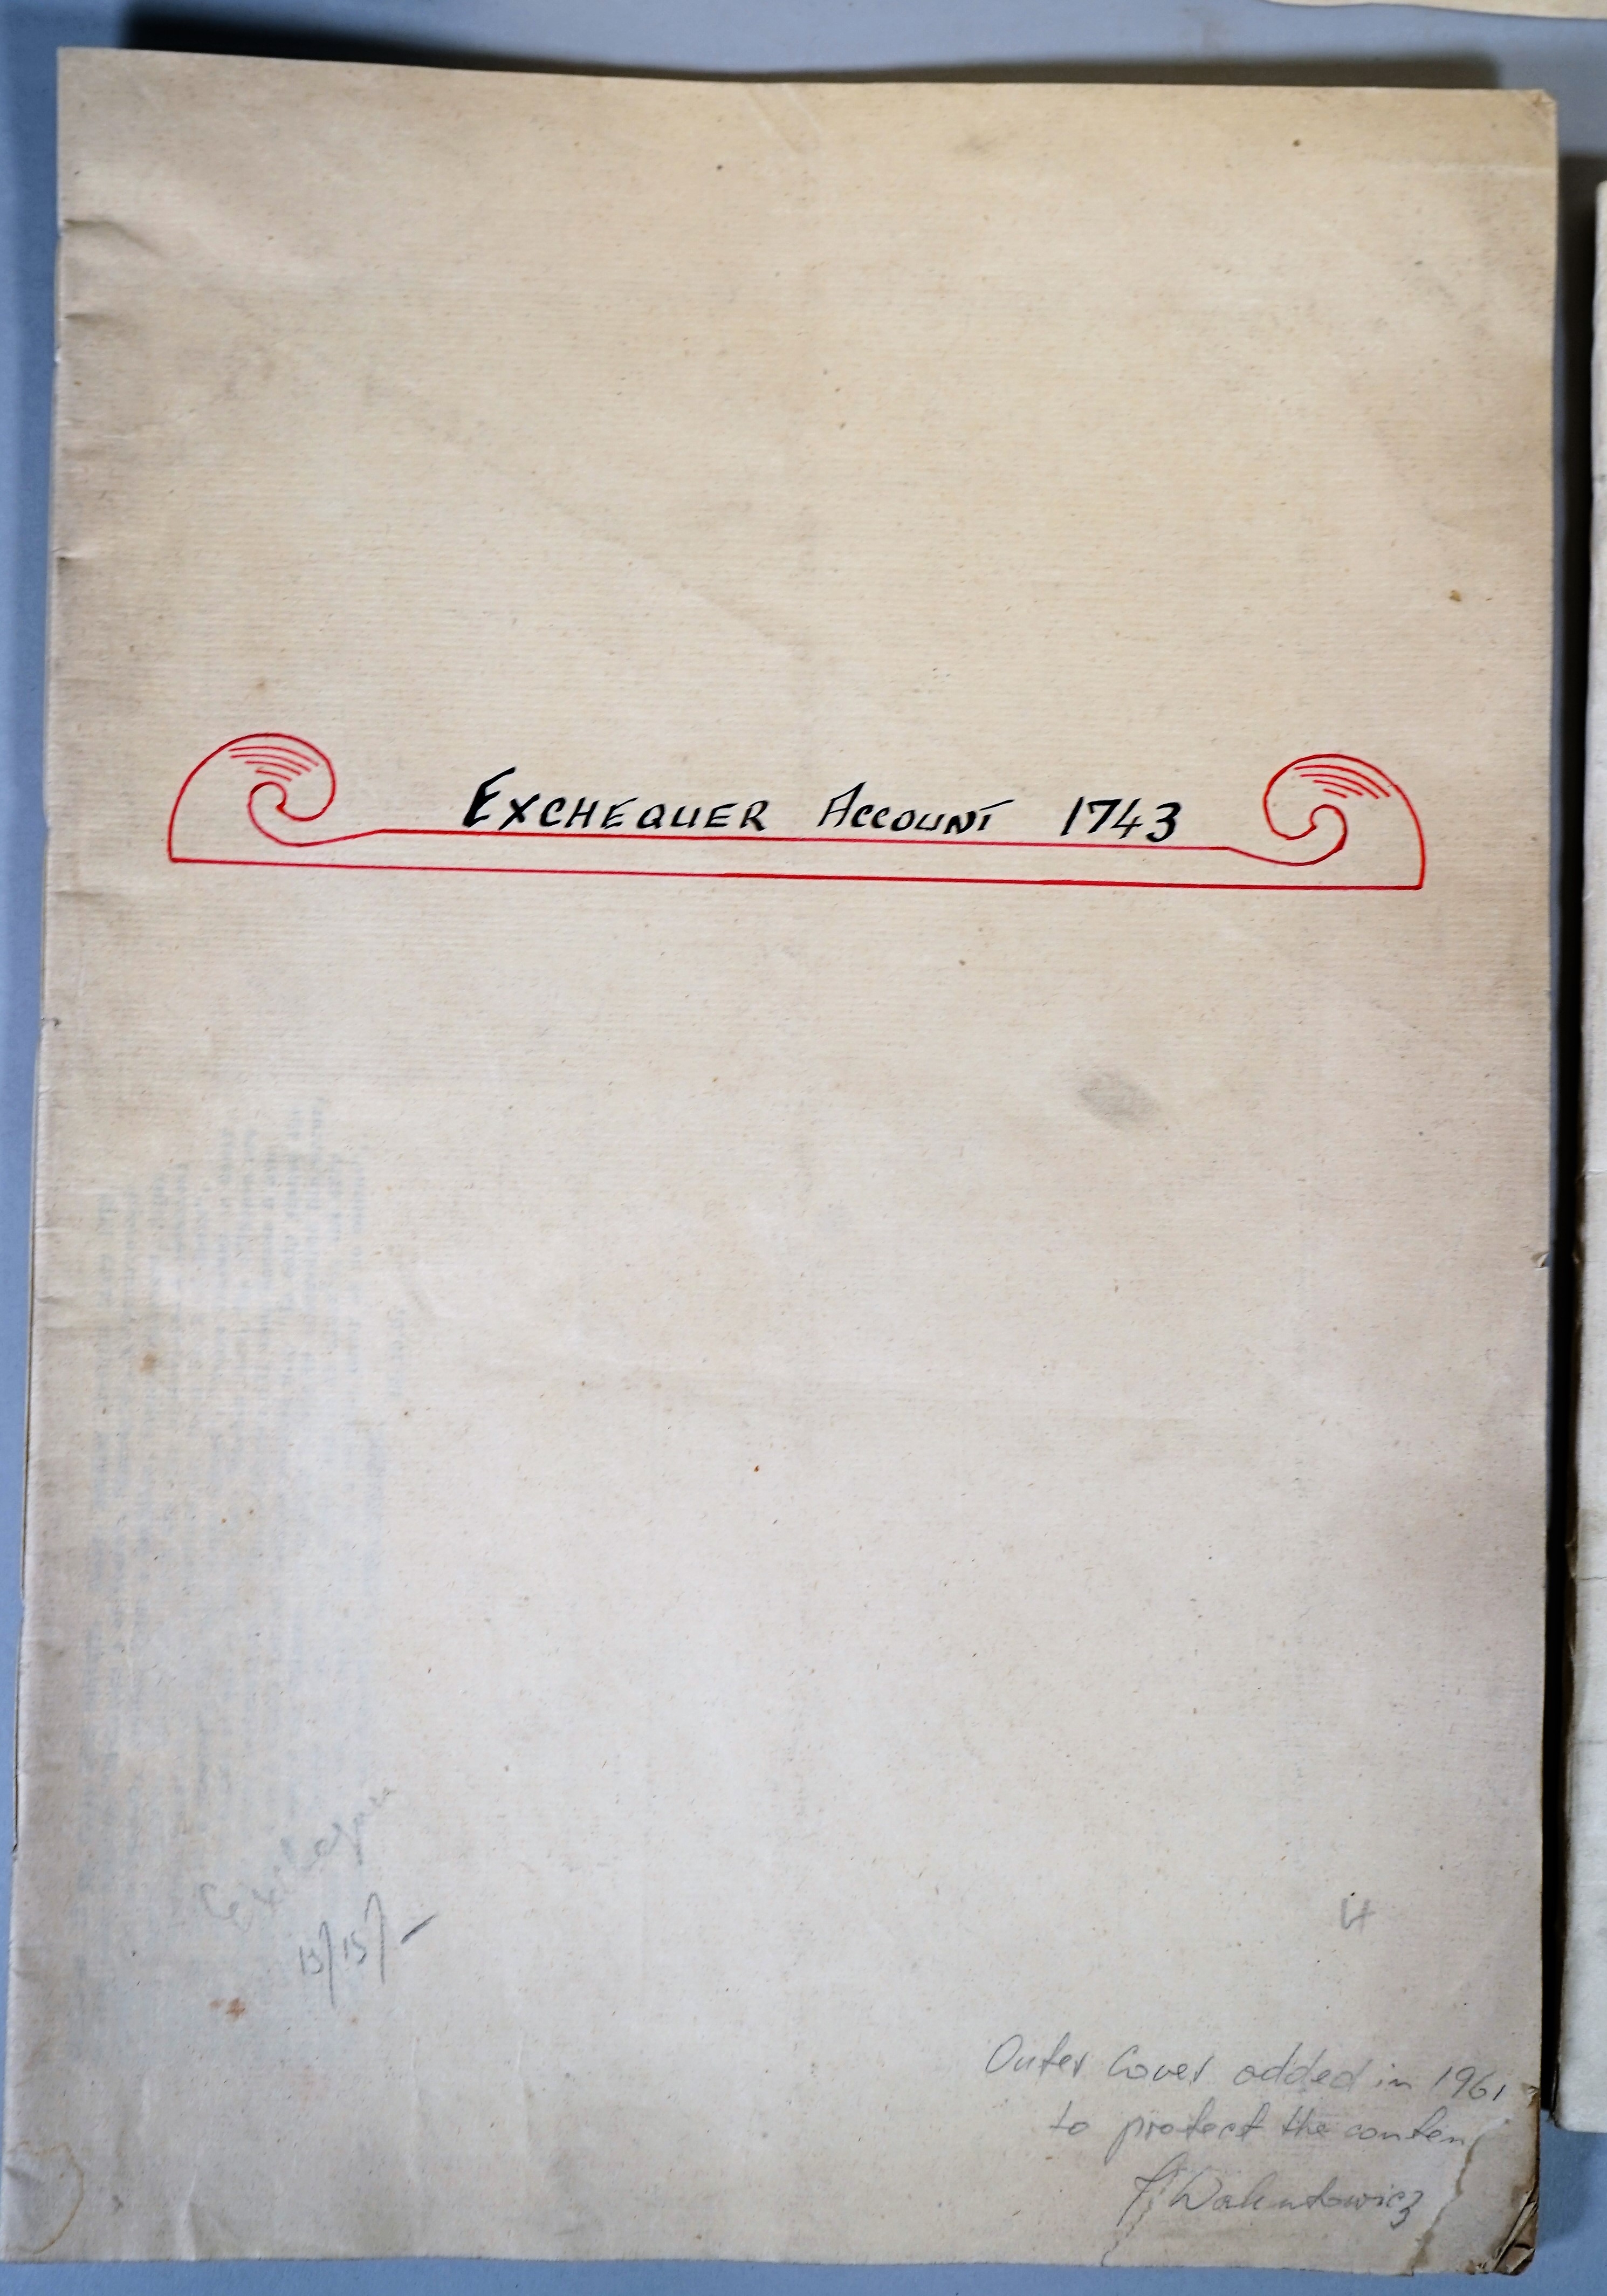 EXCHEQUER ACCOUNT 1743
13/15/-
Outer Cover added in 1961
to protect the conten